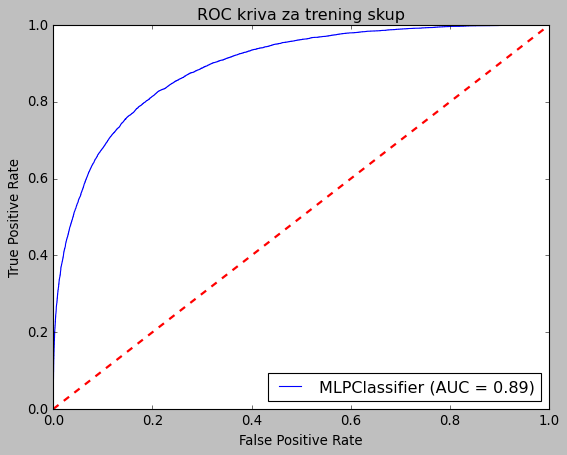 ROC kriva za trening skup
1.0
0.8
0.6
0.4
0.2
0.0
True Positive Rate
MLPClassifier (AUC = 0.89)
0.0 0.2 0.4 0.6 0.8 1.0
False Positive Rate